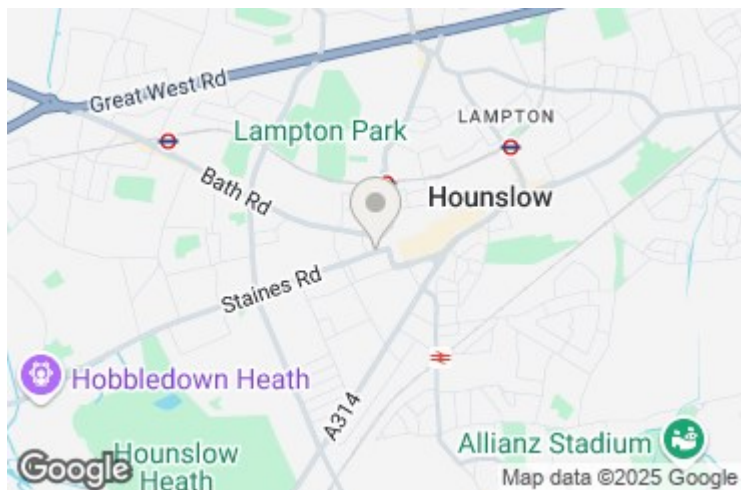 Great West Rd
LAMPTON
Lampton Park
Bath Rd
Hounslow
Staines Rd
Hobbledown Heath
A314
Allianz Stadium
Hounslow
Heath
Google
Map data ©2025 Google